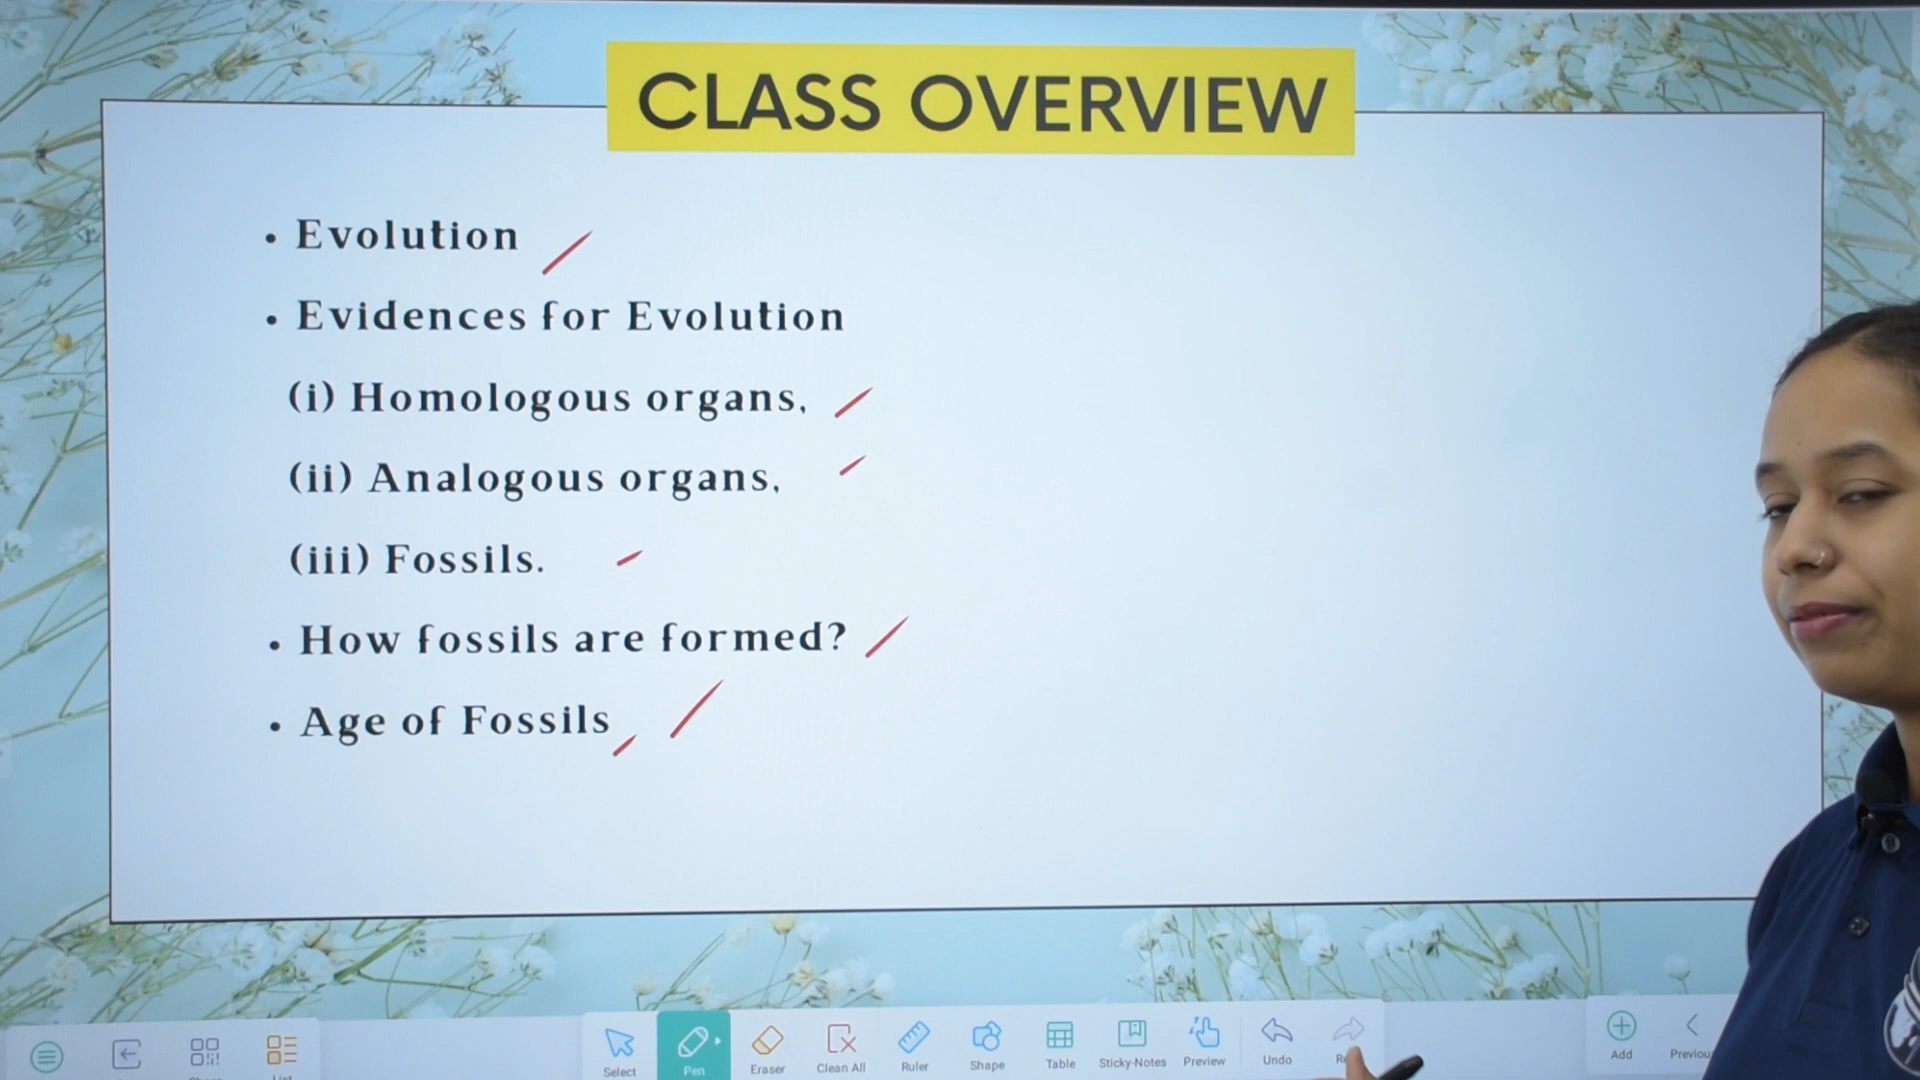 CLASS OVERVIEW
• Evolution
• Evidences for Evolution
(i) Homologous organs,
(ii) Analogous organs,
(iii) Fossils.
• How fossils are formed?
• Age of Fossils
Select
Pen
Eraser
Clean All
Ruler
Shape
Table
Sticky-Notes
Preview
Undo
Add